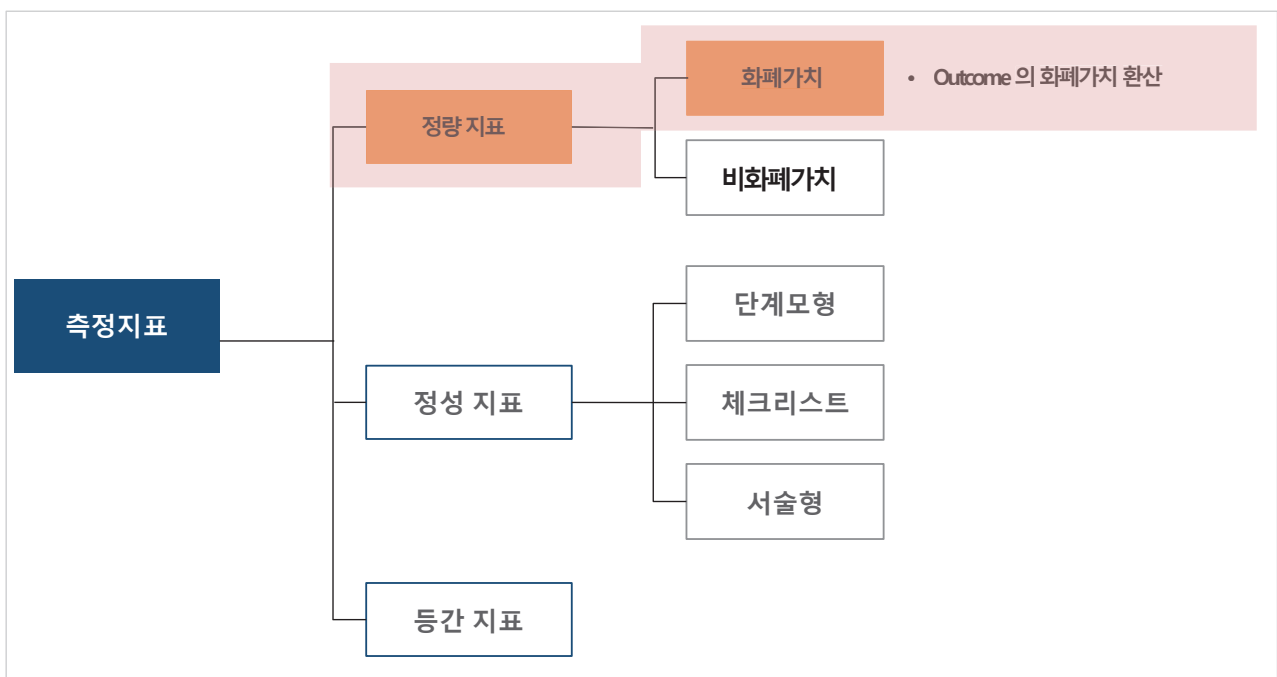 화폐가치
• Outcome 의 화폐가치 환산
정량 지표
비화폐가치
측정지표
단계모형
정성 지표
체크리스트
서술형
등간 지표